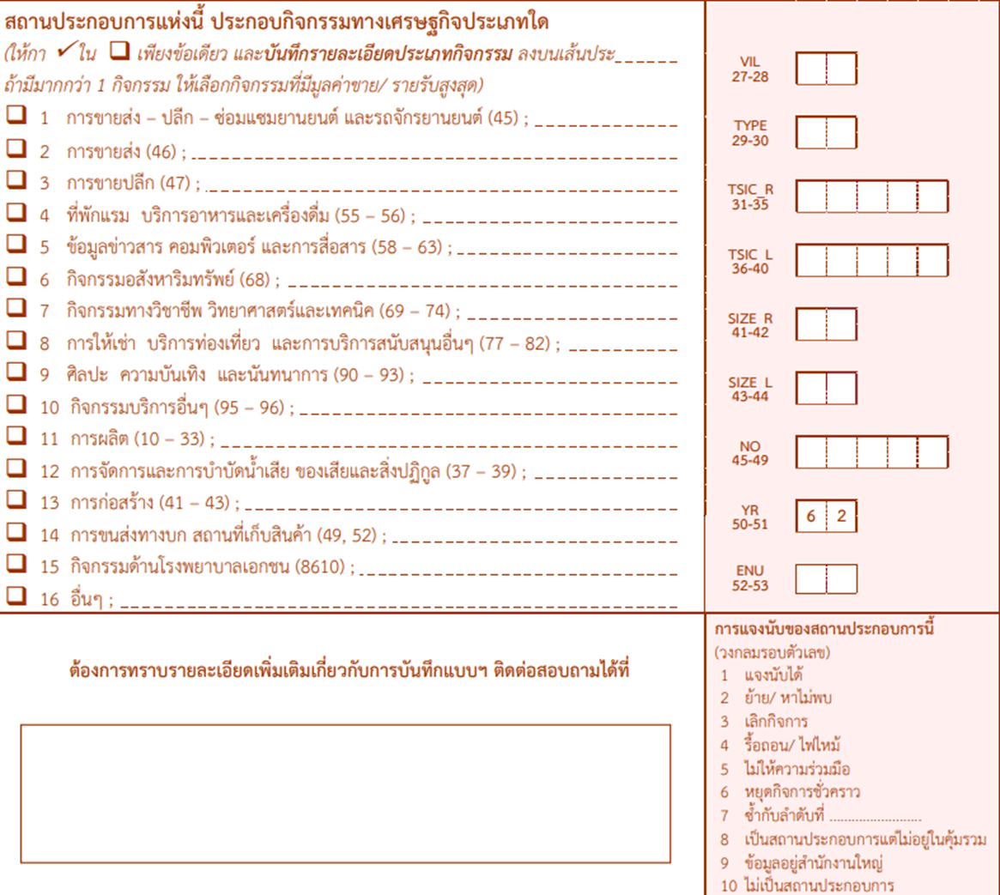 สถานประกอบการแห่งนี้ ประกอบกิจกรรมทางเศรษฐกิจประเภทใด
(ให้กา ✓ ใน ❑ เพียงข้อเดียว และบันทึกรายละเอียดประเภทกิจกรรม ลงบนเส้นประ______
ถ้ามีมากกว่า 1 กิจกรรม ให้เลือกกิจกรรมที่มีมูลค่าขาย/ รายรับสูงสุด)
❑ 1 การขายส่ง – ปลีก – ซ่อมแซมยานยนต์ และรถจักรยานยนต์ (45) ;
❑ 2 การขายส่ง (46) ;
❑ 3 การขายปลีก (47) ;
❑ 4 ที่พักแรม บริการอาหารและเครื่องดื่ม (55 – 56) ;
❑ 5 ข้อมูลข่าวสาร คอมพิวเตอร์ และการสื่อสาร (58 – 63) ;
❑ 6 กิจกรรมอสังหาริมทรัพย์ (68) ;
❑ 7 กิจกรรมทางวิชาชีพ วิทยาศาสตร์และเทคนิค (69 – 74) ;
❑ 8 การให้เช่า บริการท่องเที่ยว และการบริการสนับสนุนอื่นๆ (77 – 82) ;
❑ 9 ศิลปะ ความบันเทิง และนันทนาการ (90 – 93) ;
❑ 10 กิจกรรมบริการอื่นๆ (95 – 96) ;
❑ 11 การผลิต (10 – 33) ;
❑ 12 การจัดการและการบำบัดน้ำเสีย ของเสียและสิ่งปฏิกูล (37 – 39) ;
❑ 13 การก่อสร้าง (41 – 43) ;
❑ 14 การขนส่งทางบก สถานที่เก็บสินค้า (49, 52) ;
❑ 15 กิจกรรมด้านโรงพยาบาลเอกชน (8610) ;
❑ 16 อื่นๆ ;
VIL
27-28
TYPE
29-30
TSIC_R
31-35
TSIC_L
36-40
SIZE_R
41-42
SIZE_L
43-44
NO
45-49
YR 6 2
50-51
ENU
52-53
ต้องการทราบรายละเอียดเพิ่มเติมเกี่ยวกับการบันทึกแบบฯ ติดต่อสอบถามได้ที่
การแจงนับของสถานประกอบการนี้
(วงกลมรอบตัวเลข)
1 แจงนับได้
2 ย้าย/ หาไม่พบ
3 เลิกกิจการ
4 รื้อถอน/ ไฟไหม้
5 ไม่ให้ความร่วมมือ
6 หยุดกิจการชั่วคราว
7 ซ้ำกับลำดับที่ ........................
8 เป็นสถานประกอบการแต่ไม่อยู่ในคุ้มรวม
9 ข้อมูลอยู่สำนักงานใหญ่
10 ไม่เป็นสถานประกอบการ